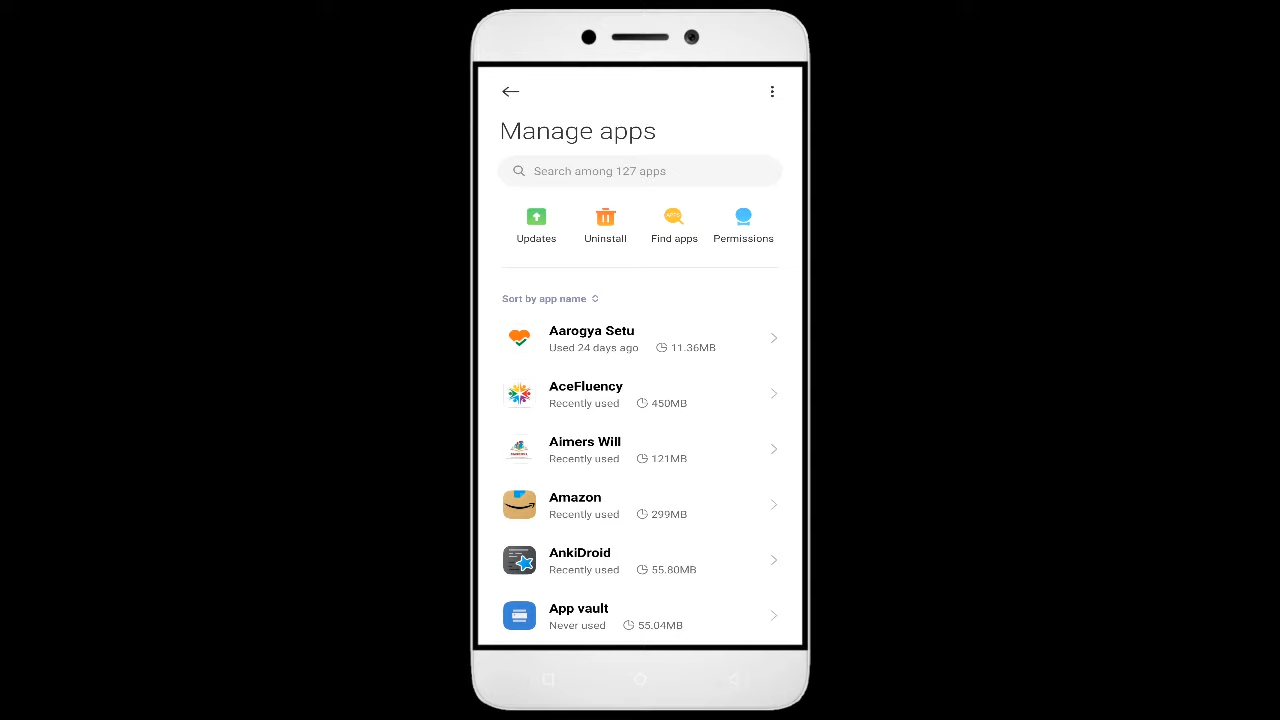 Manage apps
Search among 127 apps
APPS
Updates Uninstall Find apps Permissions
Sort by app name
Aarogya Setu
Used 24 days ago 11.36MB
AceFluency
Recently used 450MB
Aimers Will
Recently used 121MB
Amazon
Recently used 299MB
AnkiDroid
Recently used 55.80MB
App vault
Never used 55.04MB